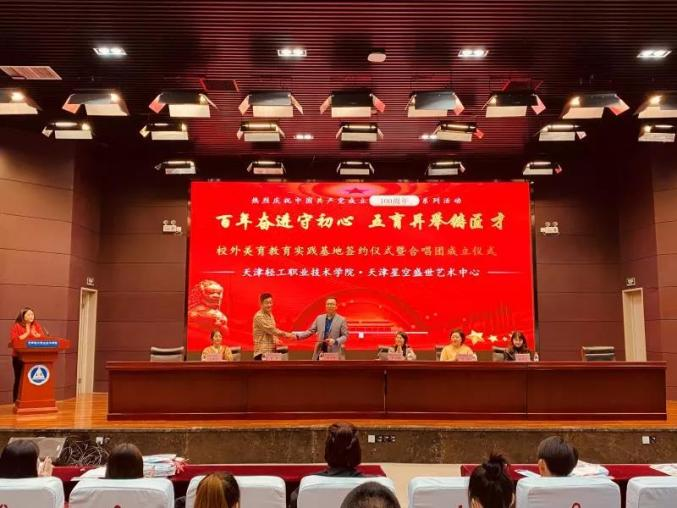 热烈庆祝中国共产党成立100周年系列活动
百年奋进守初心 五育并举铸匠才
校外美育教育实践基地签约仪式暨合唱团成立仪式
天津轻工职业技术学院·天津星空盛世艺术中心